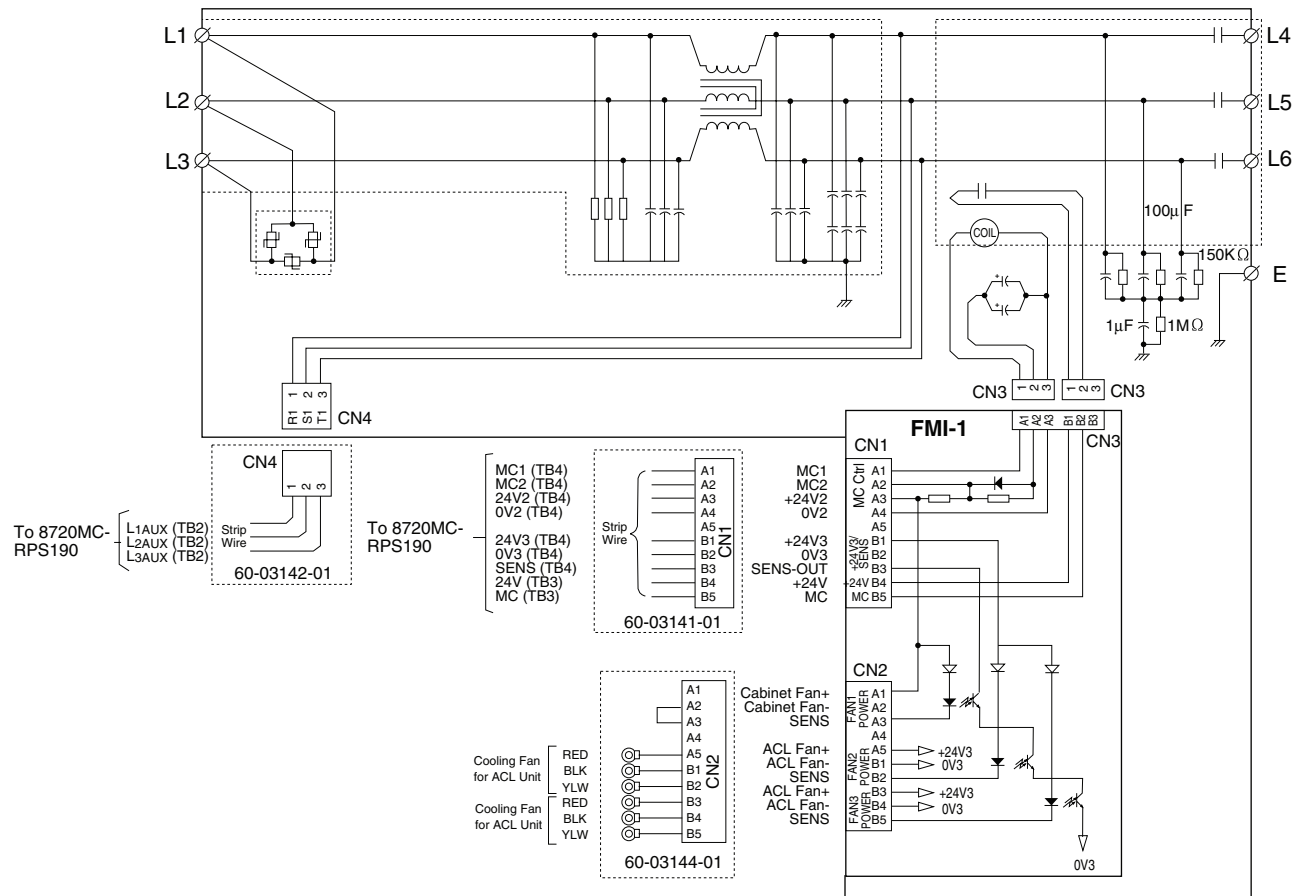 L1
L4
L2
L5
L3
L6
100µ F
COIL
150KΩ
E
+
+
1µF
1MΩ
1 2 3
1 2 3
CN3
CN3
1 2 3
R1 S1 T1
CN4
FMI-1
A1 A2 A3 B1 B2 B3
CN3
CN4
1 2 3
To 8720MC-
RPS190
L1AUX (TB2)
L2AUX (TB2)
L3AUX (TB2)
Strip
Wire
60-03142-01
To 8720MC-
RPS190
MC1 (TB4)
MC2 (TB4)
24V2 (TB4)
0V2 (TB4)
24V3 (TB4)
0V3 (TB4)
SENS (TB4)
24V (TB3)
MC (TB3)
Strip
Wire
A1
A2
A3
A4
A5
B1
B2
B3
B4
B5
CN1
60-03141-01
CN1
MC1
MC2
+24V2
0V2
+24V3
0V3
SENS-OUT
+24V
MC
MC Ctrl
+24V3/
SENS
+24V
MC
A1
A2
A3
A4
A5
B1
B2
B3
B4
B5
CN2
Cabinet Fan+
Cabinet Fan-
SENS
ACL Fan+
ACL Fan-
SENS
ACL Fan+
ACL Fan-
SENS
FAN1
POWER
FAN2
POWER
FAN3
POWER
A1
A2
A3
A4
A5
B1
B2
B3
B4
B5
+24V3
0V3
+24V3
0V3
0V3
Cooling Fan
for ACL Unit
RED
BLK
YLW
Cooling Fan
for ACL Unit
RED
BLK
YLW
A1
A2
A3
A4
A5
B1
B2
B3
B4
B5
CN2
60-03144-01